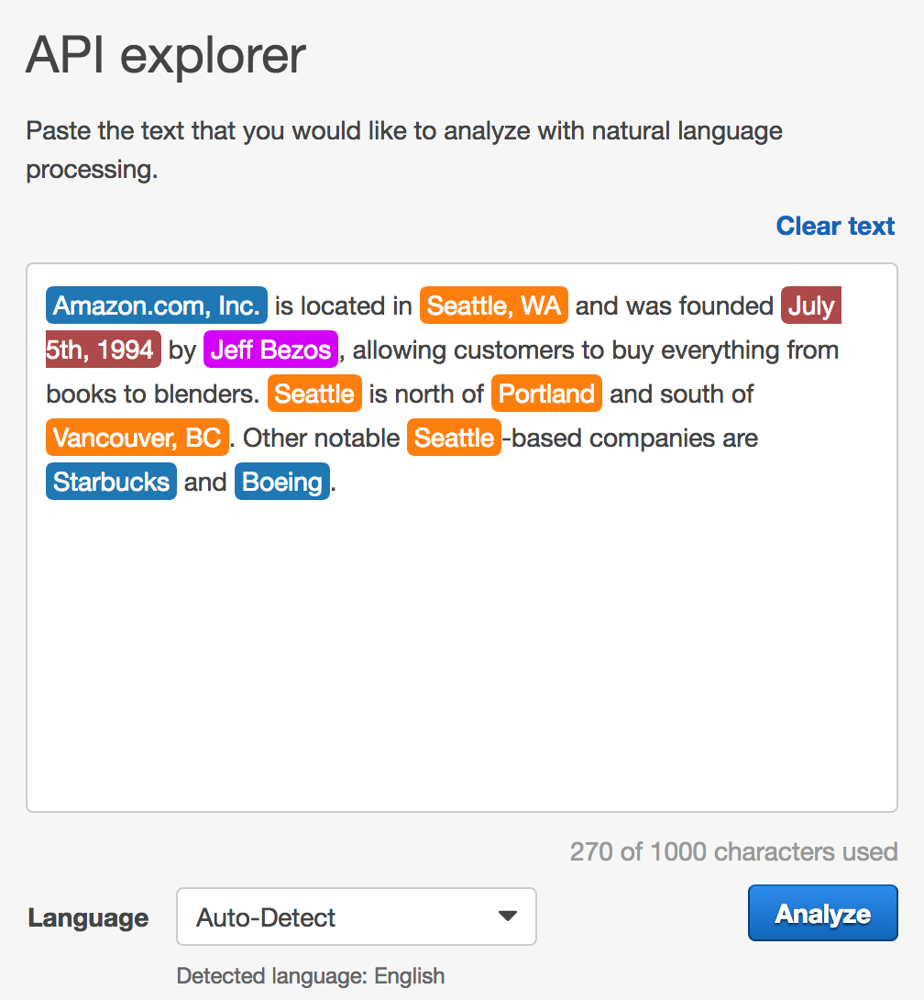 API explorer
Paste the text that you would like to analyze with natural language
processing.
Clear text
Amazon.com, Inc. is located in Seattle, WA and was founded July
5th, 1994 by Jeff Bezos, allowing customers to buy everything from
books to blenders. Seattle is north of Portland and south of
Vancouver, BC. Other notable Seattle-based companies are
Starbucks and Boeing.
270 of 1000 characters used
Language Auto-Detect Analyze
Detected language: English